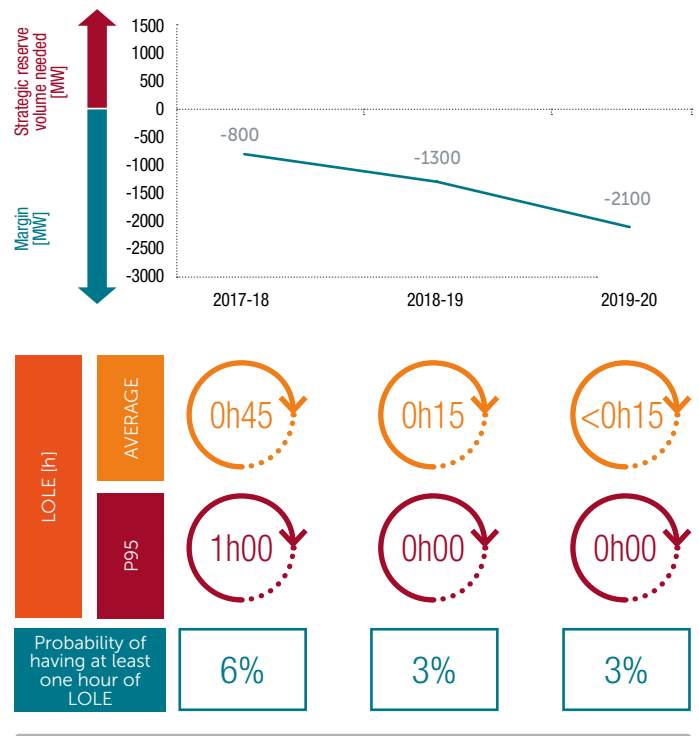 Strategic reserve
volume needed
[MW]
Margin
[MW]
1500
1000
500
0
-500
-1000
-1500
-2000
-2500
-3000
-800
-1300
-2100
2017-18 2018-19 2019-20
LOLE [h]
AVERAGE
0h45 0h15 <0h15
P95
1h00 0h00 0h00
Probability of
having at least
one hour of
LOLE
6% 3% 3%